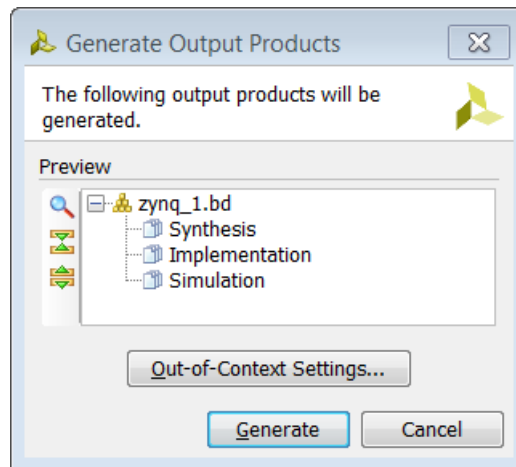 Generate Output Products
The following output products will be
generated.
Preview
zynq_1.bd
Synthesis
Implementation
Simulation
Out-of-Context Settings...
Generate
Cancel